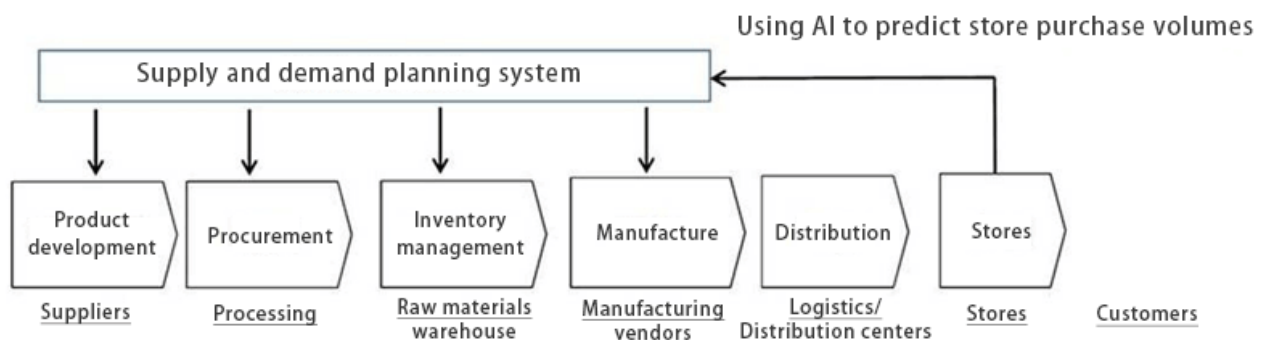 Using AI to predict store purchase volumes
Supply and demand planning system
Product
development
Procurement
Inventory
management
Manufacture
Distribution
Stores
Suppliers
Processing
Raw materials
warehouse
Manufacturing
vendors
Logistics/
Distribution centers
Stores
Customers